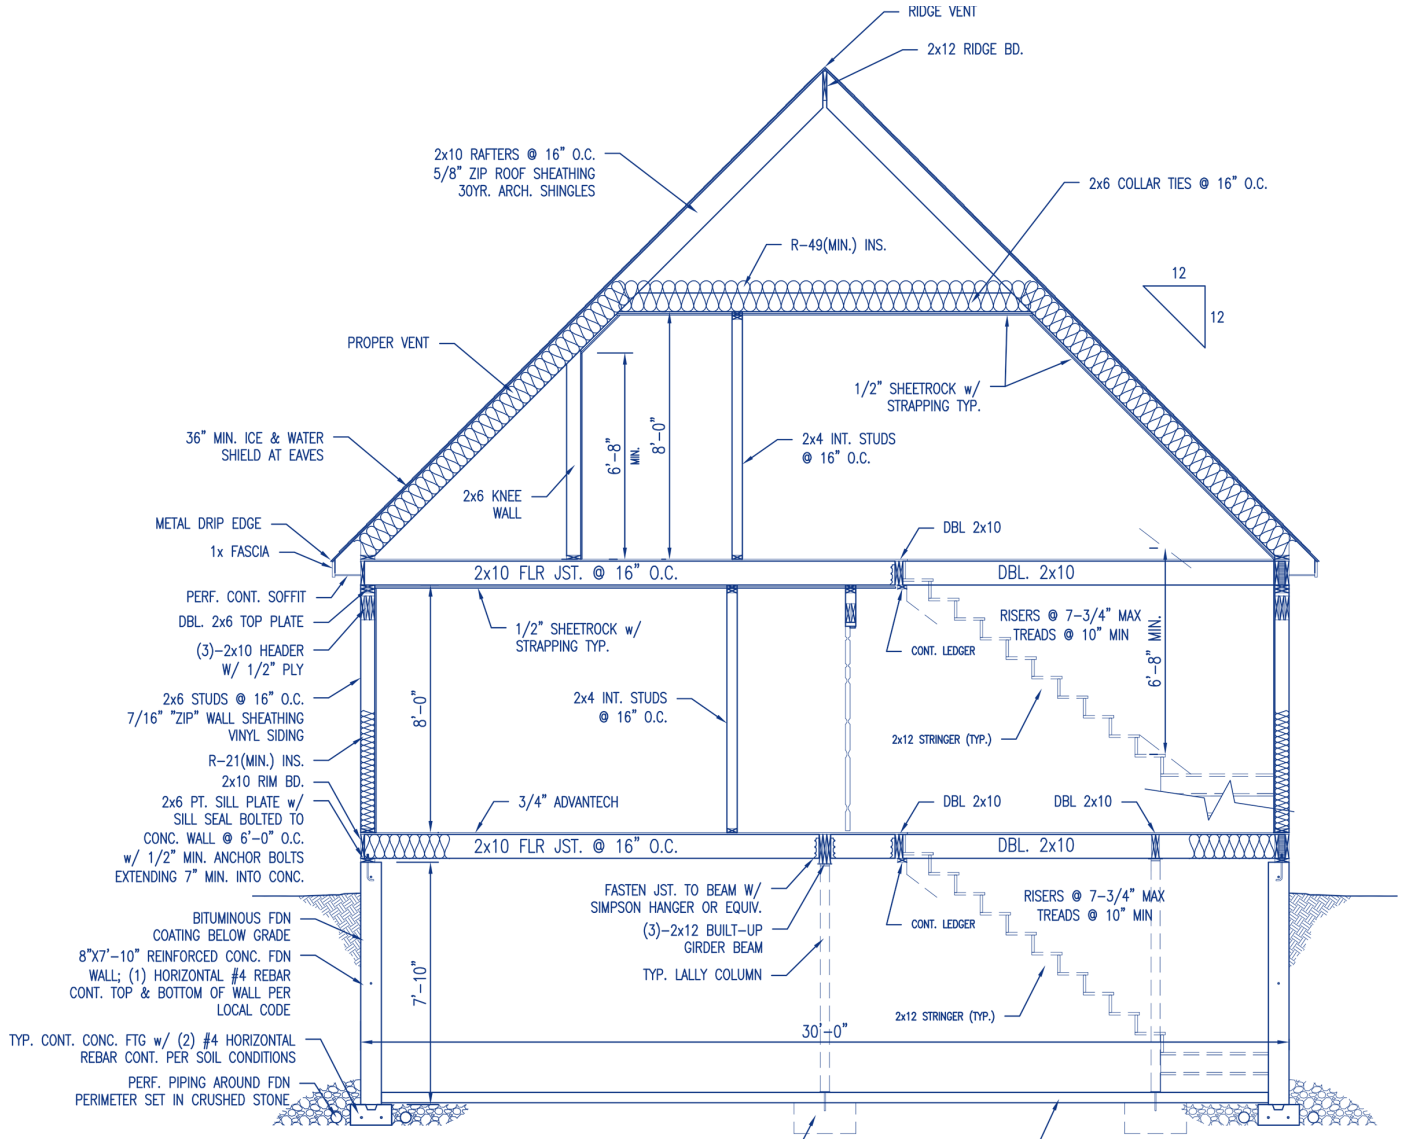 RIDGE VENT
2x12 RIDGE BD.
2x10 RAFTERS @ 16" O.C.
5/8" ZIP ROOF SHEATHING
30YR. ARCH. SHINGLES
2x6 COLLAR TIES @ 16" O.C.
R-49(MIN.) INS.
12
12
PROPER VENT
1/2" SHEETROCK w/
STRAPPING TYP.
36" MIN. ICE & WATER
SHIELD AT EAVES
2x4 INT. STUDS
@ 16" O.C.
6'-8"
MIN.
8'-0"
2x6 KNEE
WALL
METAL DRIP EDGE
1x FASCIA
DBL 2x10
2x10 FLR JST. @ 16" O.C.
DBL. 2x10
PERF. CONT. SOFFIT
DBL. 2x6 TOP PLATE
1/2" SHEETROCK w/
STRAPPING TYP.
RISERS @ 7-3/4" MAX
TREADS @ 10" MIN
CONT. LEDGER
6'-8" MIN.
(3)-2x10 HEADER
W/ 1/2" PLY
2x6 STUDS @ 16" O.C.
7/16" "ZIP" WALL SHEATHING
VINYL SIDING
8'-0"
2x4 INT. STUDS
@ 16" O.C.
2x12 STRINGER (TYP.)
R-21(MIN.) INS.
2x10 RIM BD.
2x6 PT. SILL PLATE w/
SILL SEAL BOLTED TO
CONC. WALL @ 6'-0" O.C.
w/ 1/2" MIN. ANCHOR BOLTS
EXTENDING 7" MIN. INTO CONC.
3/4" ADVANTECH
DBL 2x10
DBL 2x10
2x10 FLR JST. @ 16" O.C.
DBL. 2x10
FASTEN JST. TO BEAM W/
SIMPSON HANGER OR EQUIV.
(3)-2x12 BUILT-UP
GIRDER BEAM
TYP. LALLY COLUMN
RISERS @ 7-3/4" MAX
TREADS @ 10" MIN
CONT. LEDGER
BITUMINOUS FDN
COATING BELOW GRADE
8"X7'-10" REINFORCED CONC. FDN
WALL; (1) HORIZONTAL #4 REBAR
CONT. TOP & BOTTOM OF WALL PER
LOCAL CODE
7'-10"
2x12 STRINGER (TYP.)
30'-0"
TYP. CONT. CONC. FTG w/ (2) #4 HORIZONTAL
REBAR CONT. PER SOIL CONDITIONS
PERF. PIPING AROUND FDN
PERIMETER SET IN CRUSHED STONE